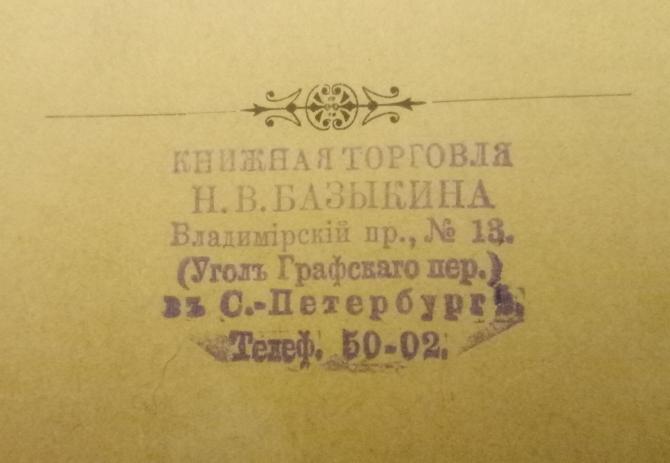 КНИЖНАЯ ТОРГОВЛЯ
Н. В. БАЗЫКИНА
Владимірскій пр., № 13.
(Уголъ Графскаго пер.)
въ С.-Петербургѣ.
Телеф. 50-02.